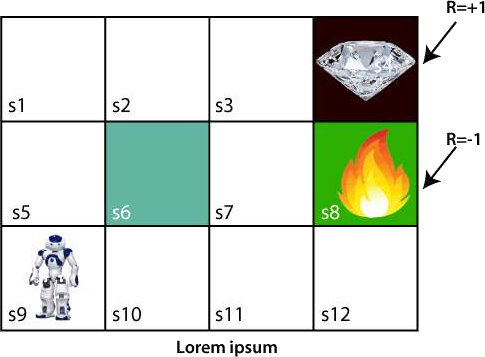 R=+1
s1
s2
s3
R=-1
s5
s6
s7
s8
s9
s10
s11
s12
Lorem ipsum